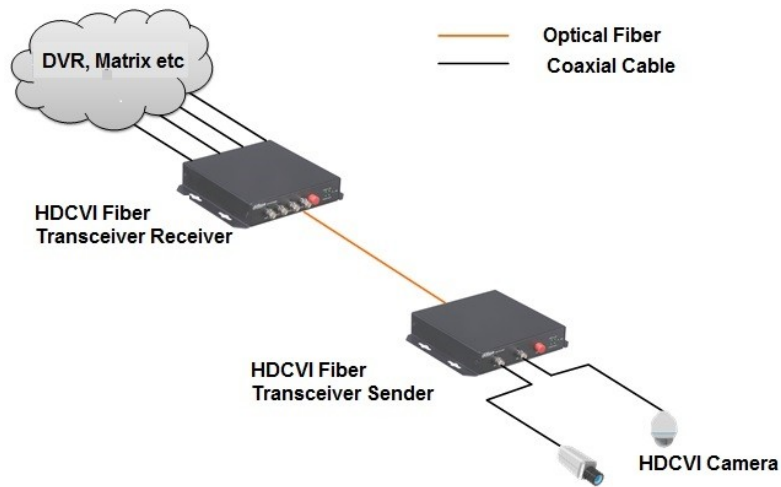 DVR, Matrix etc
Optical Fiber
Coaxial Cable
HDCVI Fiber
Transceiver Receiver
HDCVI Fiber
Transceiver Sender
HDCVI Camera